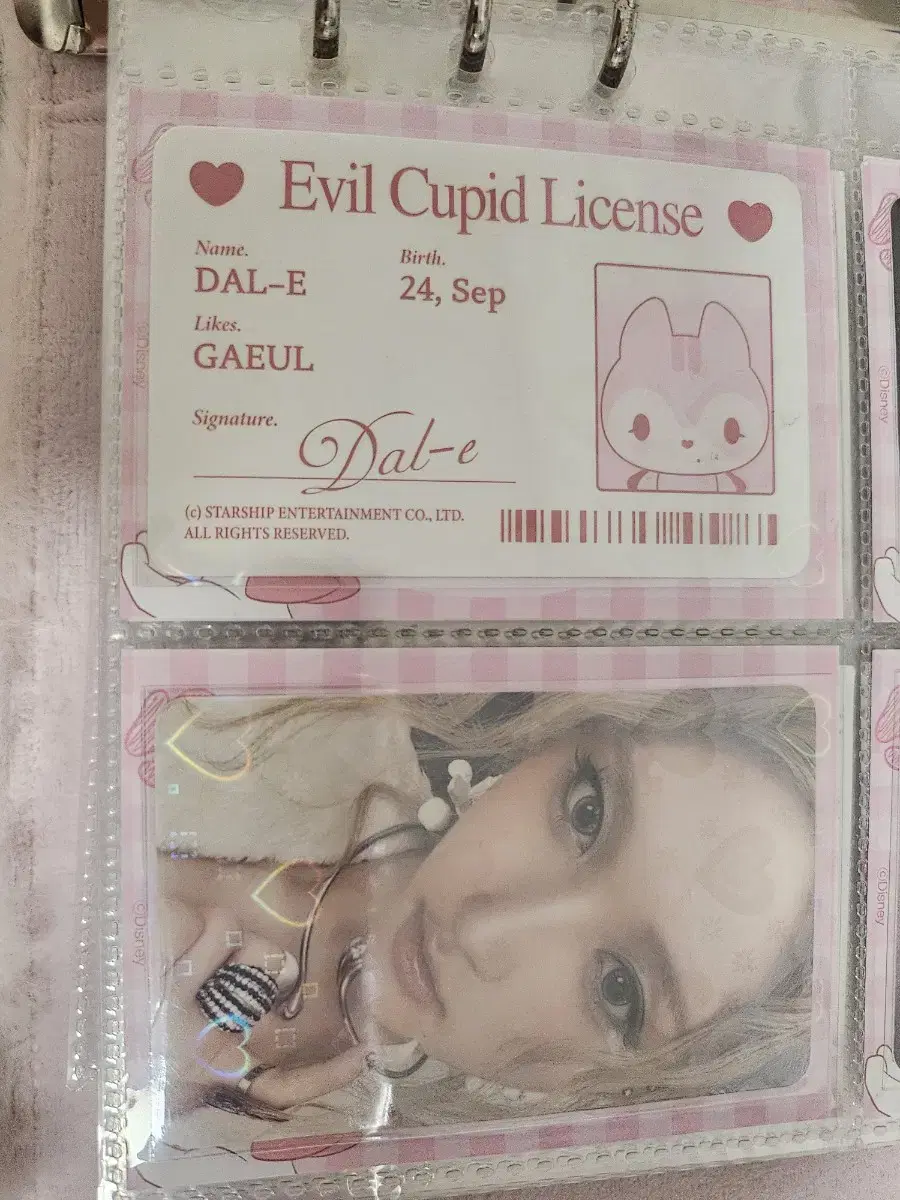 Evil Cupid License
Name.
DAL-E
Birth.
24, Sep
Likes.
GAEUL
Signature.
Dal-e
(c) STARSHIP ENTERTAINMENT CO., LTD.
ALL RIGHTS RESERVED.
©Disney
©Disney
©Disney
©Disney